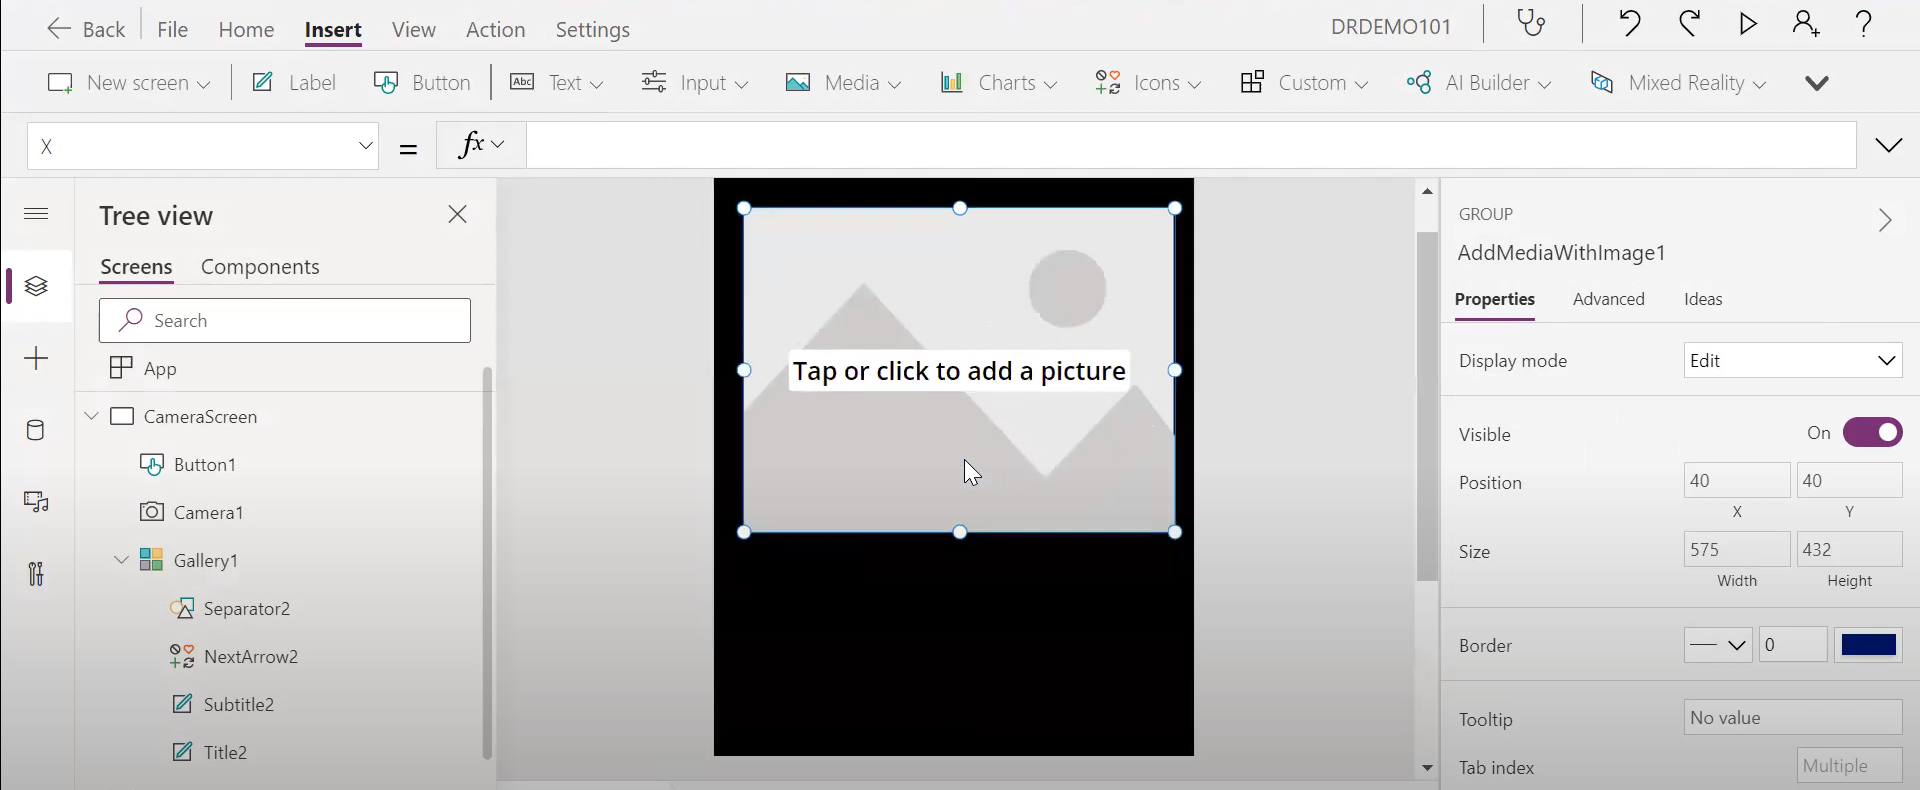 Back File Home Insert View Action Settings DRDEMO101
New screen Label Button Abc Text Input Media Charts Icons Custom AI Builder Mixed Reality
X = fx
Tree view
Screens Components
Search
App
CameraScreen
Button1
Camera1
Gallery1
Separator2
NextArrow2
Subtitle2
Title2
Tap or click to add a picture
GROUP
AddMediaWithImage1
Properties Advanced Ideas
Display mode Edit
Visible On
Position 40 40
X Y
Size 575 432
Width Height
Border 0
Tooltip No value
Tab index Multiple